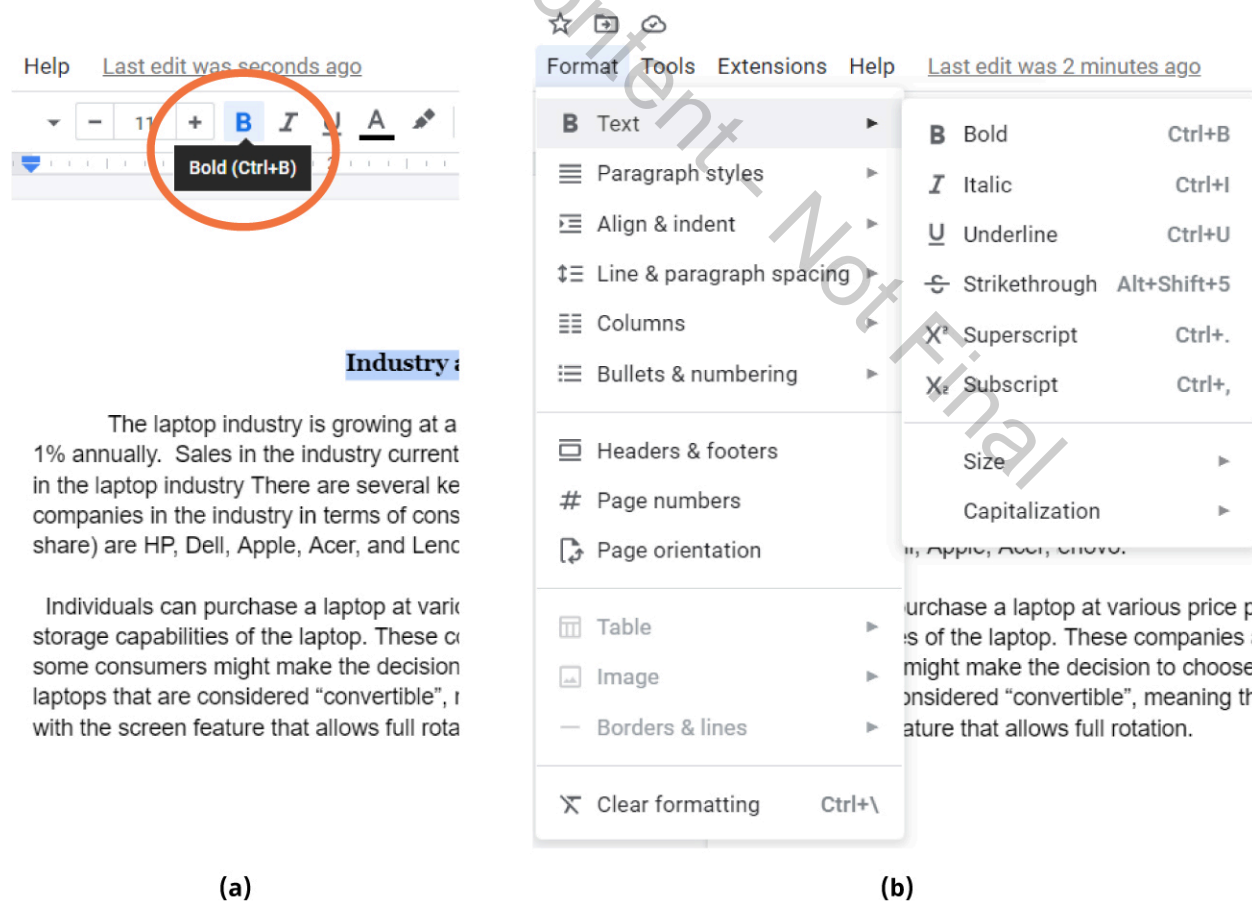 Help Last edit was seconds ago
11
B I U A
Bold (Ctrl+B)
Industry
The laptop industry is growing at a
1% annually. Sales in the industry current
in the laptop industry There are several ke
companies in the industry in terms of cons
share) are HP, Dell, Apple, Acer, and Leno
Individuals can purchase a laptop at vario
storage capabilities of the laptop. These co
some consumers might make the decision
laptops that are considered “convertible”, r
with the screen feature that allows full rota
(a)
Format Tools Extensions Help Last edit was 2 minutes ago
B Text
Paragraph styles
Align & indent
Line & paragraph spacing
Columns
Bullets & numbering
Headers & footers
# Page numbers
Page orientation
Table
Image
Borders & lines
Clear formatting Ctrl+\
B Bold Ctrl+B
I Italic Ctrl+I
U Underline Ctrl+U
S Strikethrough Alt+Shift+5
X² Superscript Ctrl+.
X₂ Subscript Ctrl+,
Size
Capitalization
Apple, Acer, enovo.
urchase a laptop at various price p
s of the laptop. These companies
might make the decision to choose
onsidered “convertible”, meaning th
ature that allows full rotation.
(b)
ontent - Not Final